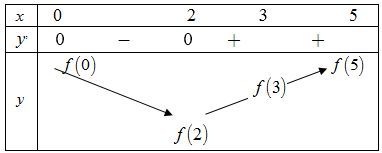 x 0 2 3 5
y' 0 − 0 + +
f(0) f(5)
f(3)
y
f(2)